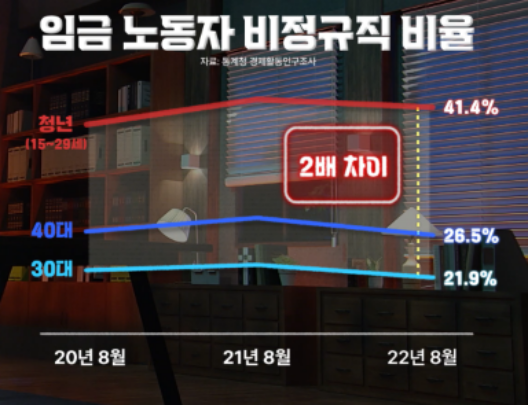 임금 노동자 비정규직 비율
자료: 통계청 경제활동인구조사
청년
(15~29세)
41.4%
2배 차이
40대
26.5%
30대
21.9%
20년 8월
21년 8월
22년 8월